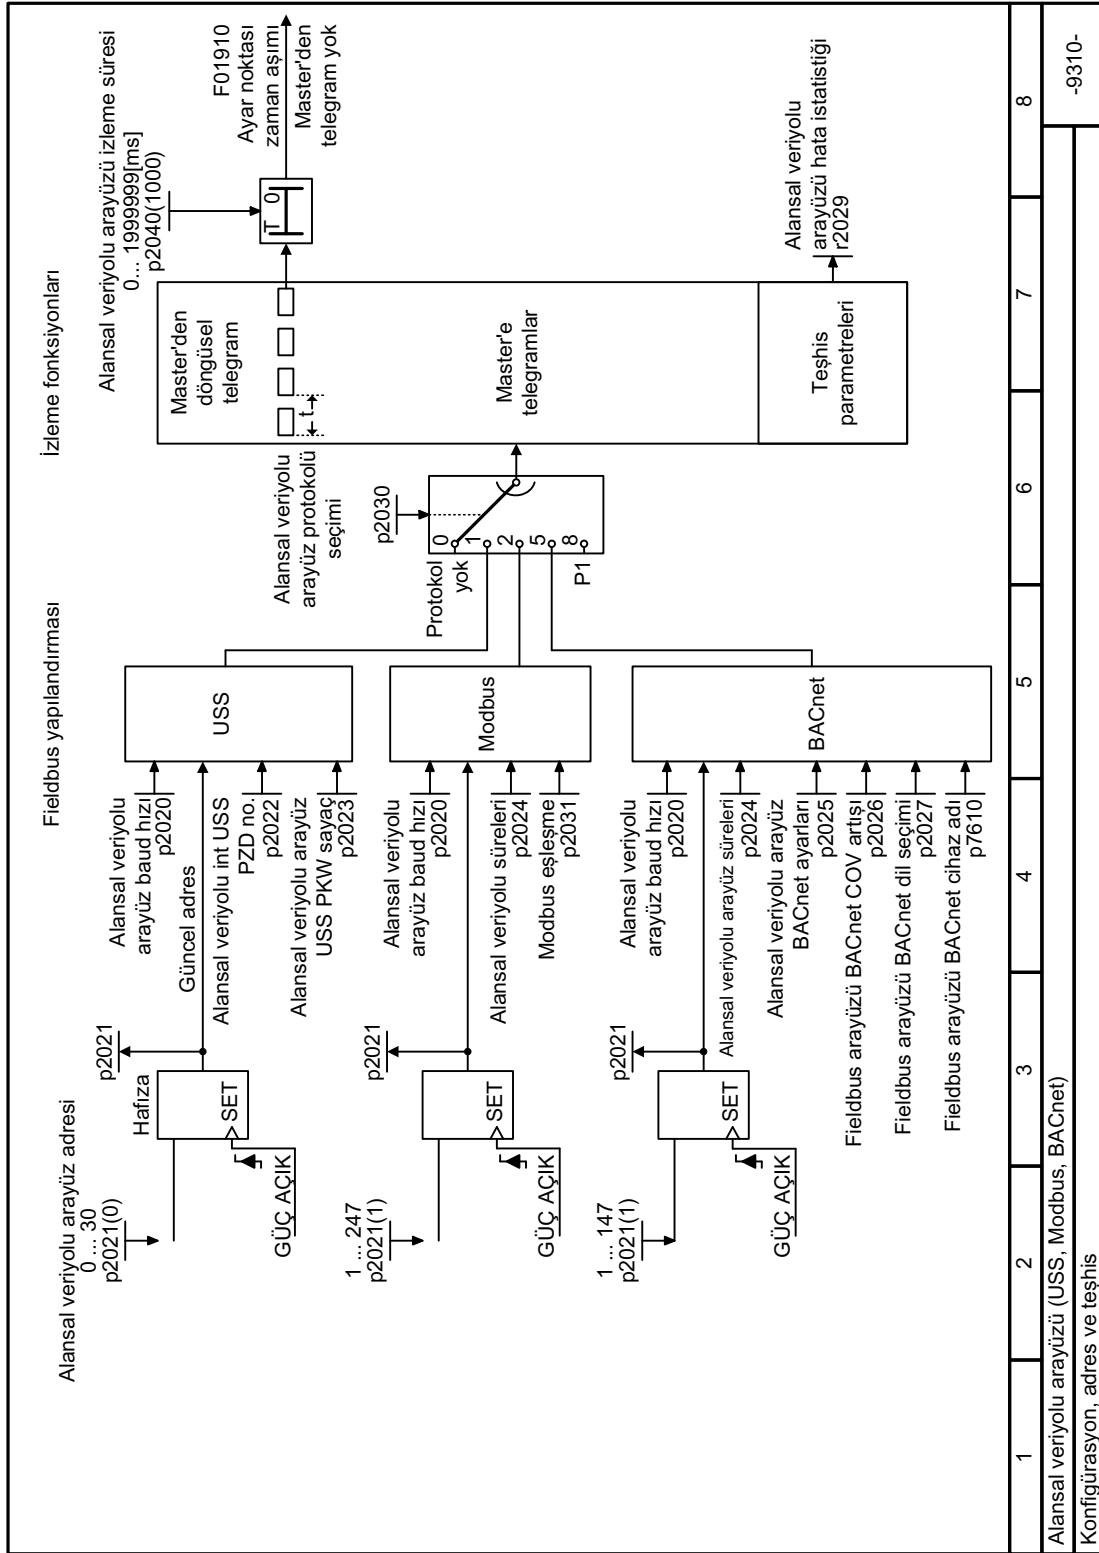 Fieldbus yapılandırması
İzleme fonksiyonları
Alansal veriyolu arayüz adresi
0 ... 30
p2021(0)
Hafıza
SET
GÜÇ AÇIK
p2021
Alansal veriyolu
arayüz baud hızı
p2020
Güncel adres
Alansal veriyolu int USS
PZD no.
p2022
Alansal veriyolu arayüz
USS PKW sayaç
p2023
USS
1 ... 247
p2021(1)
SET
GÜÇ AÇIK
p2021
Alansal veriyolu
arayüz baud hızı
p2020
Alansal veriyolu süreleri
p2024
Modbus eşleşme
p2031
Modbus
1 ... 147
p2021(1)
SET
GÜÇ AÇIK
p2021
Alansal veriyolu
arayüz baud hızı
p2020
Alansal veriyolu arayüz süreleri
p2024
Alansal veriyolu arayüz
BACnet ayarları
p2025
Fieldbus arayüzü BACnet COV artışı
p2026
Fieldbus arayüzü BACnet dil seçimi
p2027
Fieldbus arayüzü BACnet cihaz adı
p7610
BACnet
Alansal veriyolu
arayüz protokolü
seçimi
p2030
Protokol
yok
0
1
2
5
8
P1
Master'den
döngüsel
telegram
t
Master'e
telegramlar
Teşhis
parametreleri
Alansal veriyolu arayüzü izleme süresi
0... 1999999[ms]
p2040(1000)
T 0
F01910
Ayar noktası
zaman aşımı
Master'den
telegram yok
Alansal veriyolu
arayüzü hata istatistiği
r2029
1 2 3 4 5 6 7 8
Alansal veriyolu arayüzü (USS, Modbus, BACnet)
Konfigürasyon, adres ve teşhis
-9310-